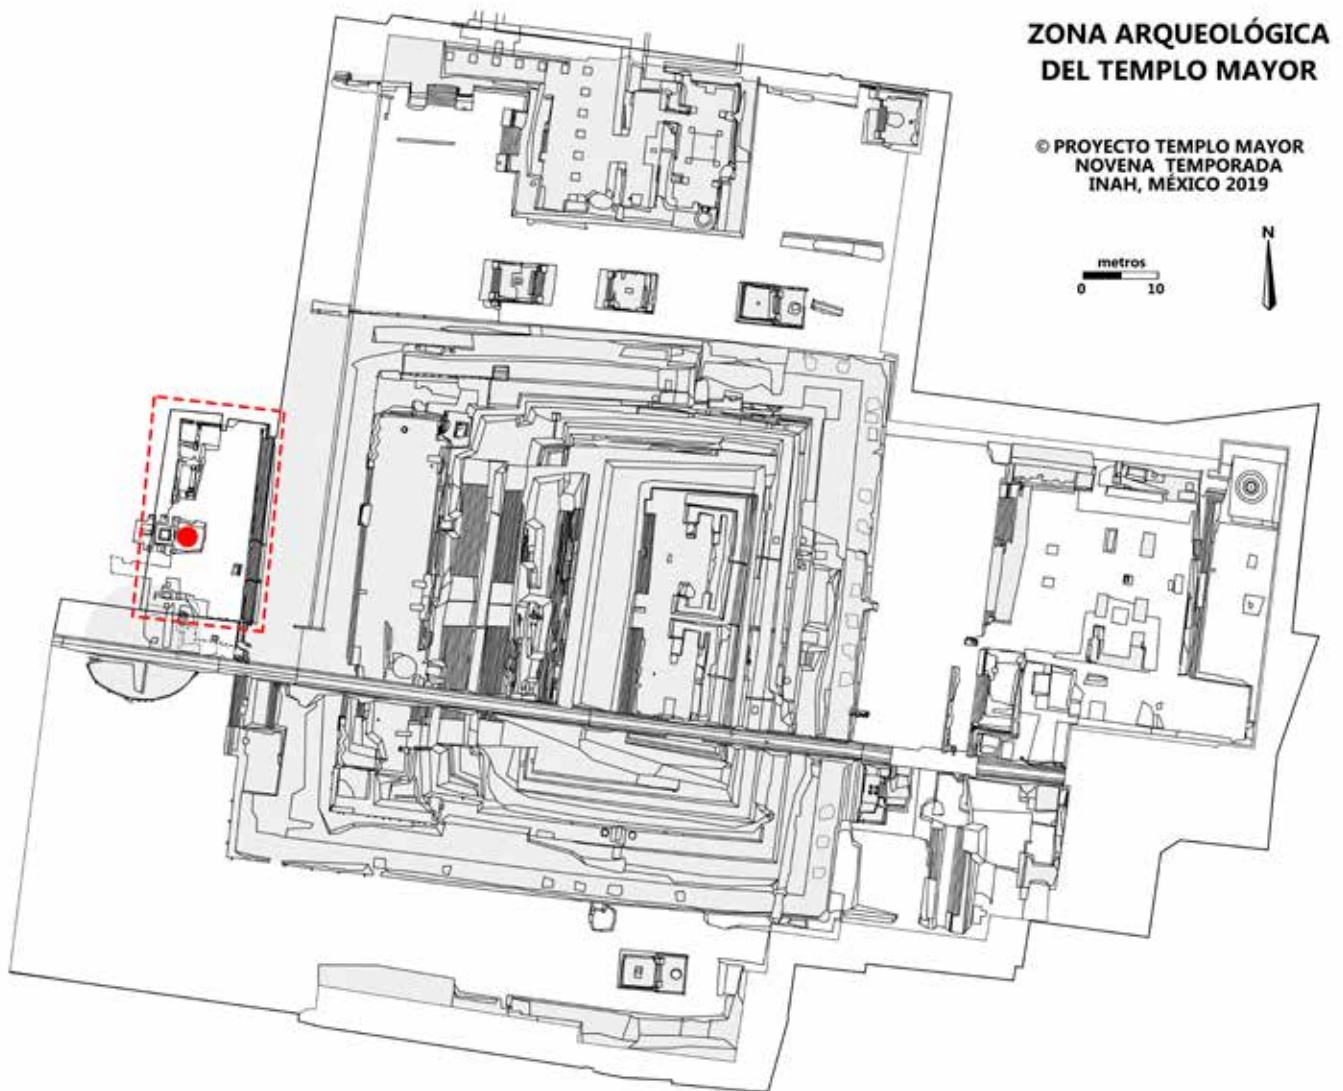 ZONA ARQUEOLÓGICA
DEL TEMPLO MAYOR
© PROYECTO TEMPLO MAYOR
NOVENA TEMPORADA
INAH, MÉXICO 2019
N
metros
0 10